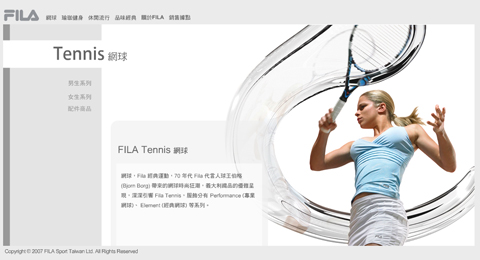 FILA 網球 瑜珈健身 休閒流行 品味經典 關於FILA 銷售據點
Tennis 網球
男生系列
女生系列
配件商品
FILA Tennis 網球
網球，Fila 經典運動，70 年代 Fila 代言人球王伯格
(Bjorn Borg) 帶來的網球時尚狂潮，義大利織品的優雅呈
現，深深引響 Fila Tennis，服飾分有 Performance (專業
網球)、Element (經典網球) 等系列。
Copyright © 2007 FILA Sport Taiwan Ltd. All Rights Reserved